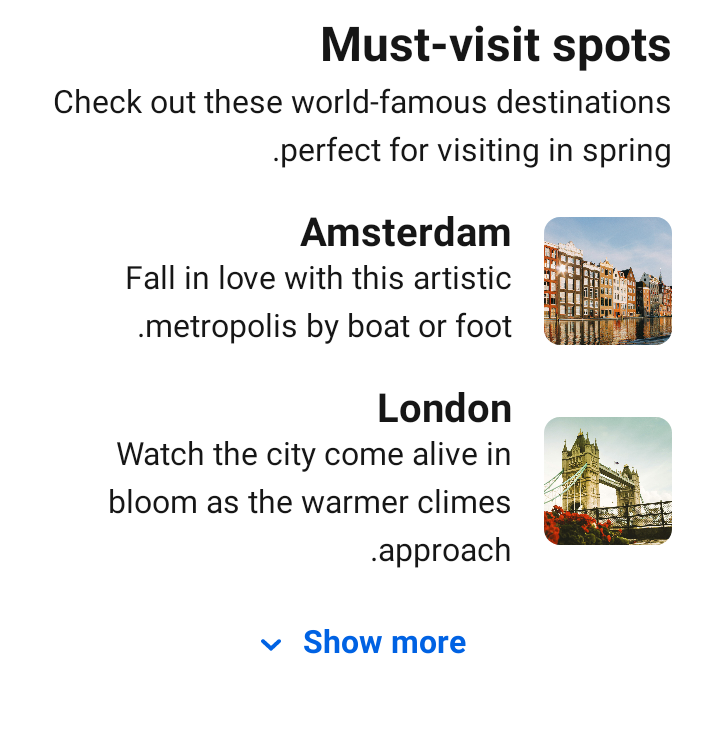 Must-visit spots
Check out these world-famous destinations
.perfect for visiting in spring
Amsterdam
Fall in love with this artistic
.metropolis by boat or foot
London
Watch the city come alive in
bloom as the warmer climes
.approach
Show more